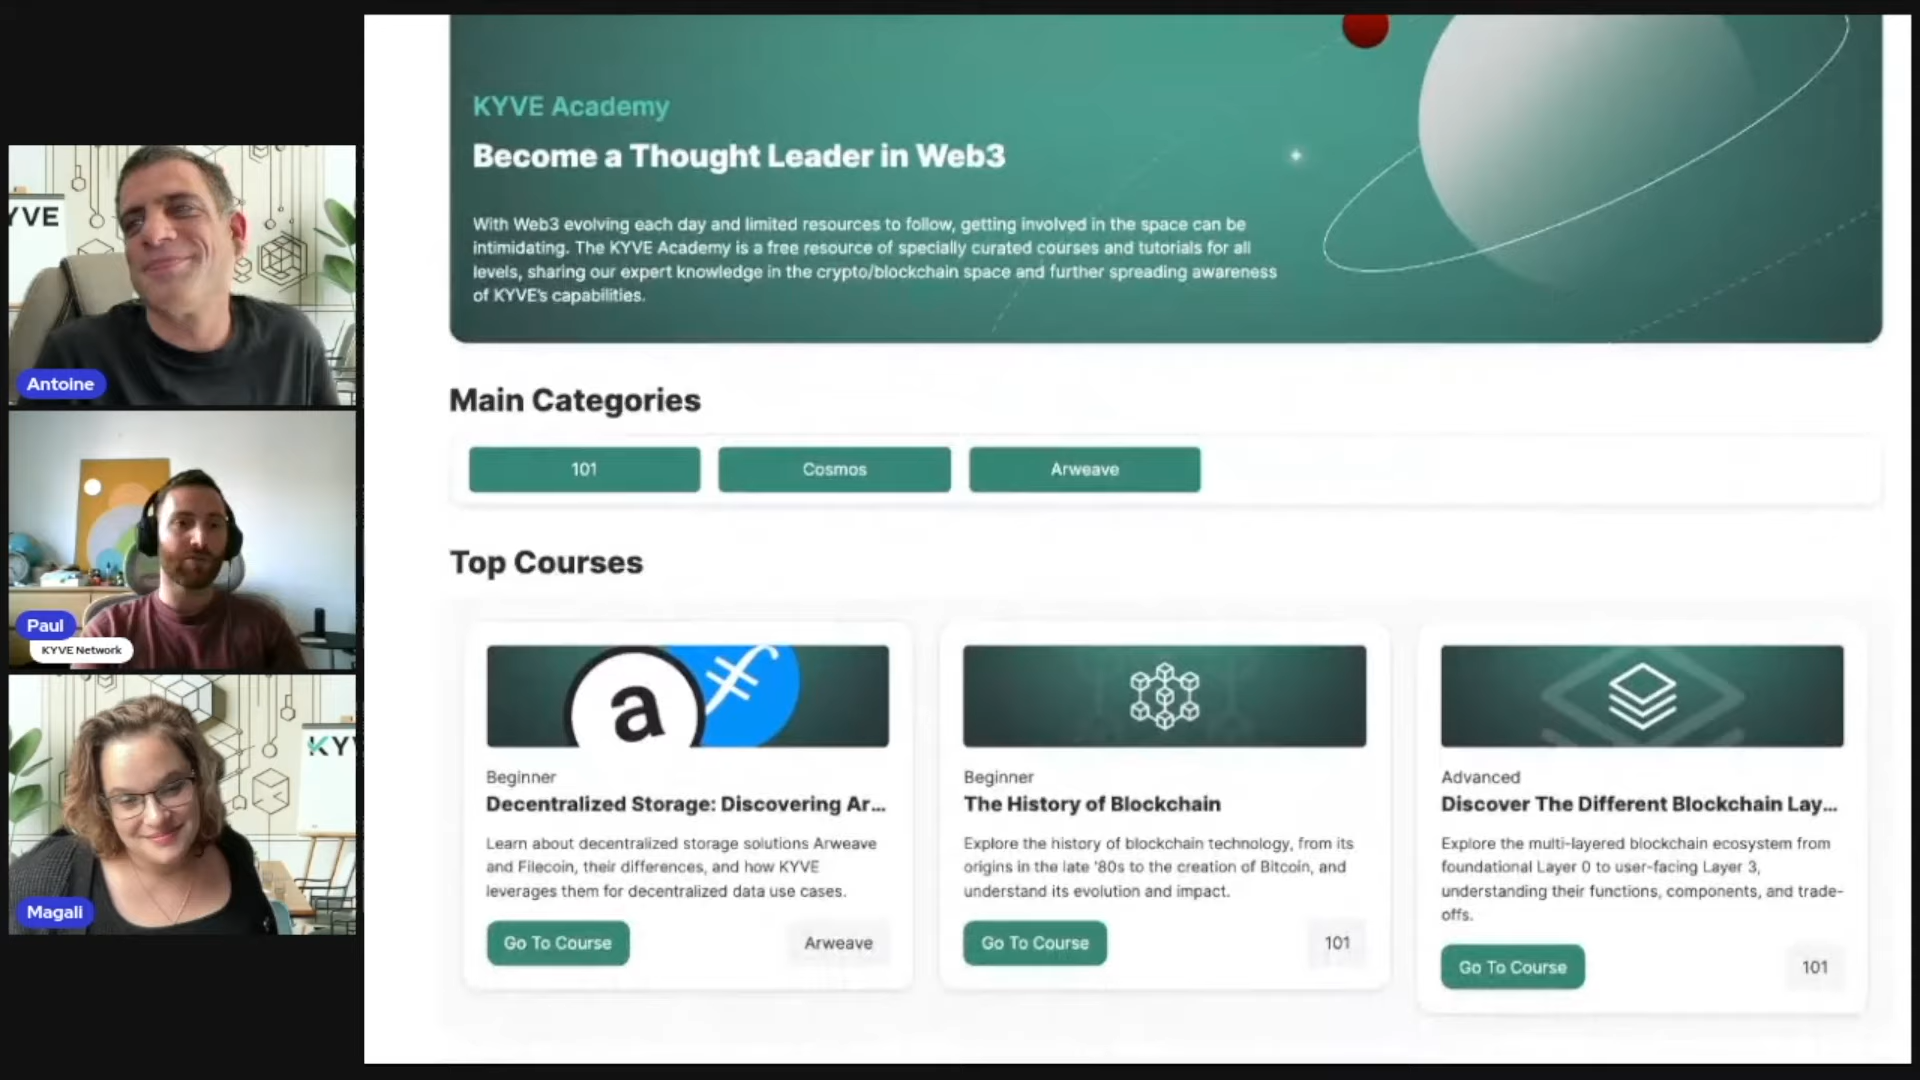 YVE
Antoine
Paul
KYVE Network
KY
Magali
KYVE Academy
Become a Thought Leader in Web3
With Web3 evolving each day and limited resources to follow, getting involved in the space can be
intimidating. The KYVE Academy is a free resource of specially curated courses and tutorials for all
levels, sharing our expert knowledge in the crypto/blockchain space and further spreading awareness
of KYVE's capabilities.
Main Categories
101
Cosmos
Arweave
Top Courses
a
Beginner
Decentralized Storage: Discovering Ar...
Learn about decentralized storage solutions Arweave
and Filecoin, their differences, and how KYVE
leverages them for decentralized data use cases.
Go To Course
Arweave
Beginner
The History of Blockchain
Explore the history of blockchain technology, from its
origins in the late '80s to the creation of Bitcoin, and
understand its evolution and impact.
Go To Course
101
Advanced
Discover The Different Blockchain Lay...
Explore the multi-layered blockchain ecosystem from
foundational Layer 0 to user-facing Layer 3,
understanding their functions, components, and trade-
offs.
Go To Course
101